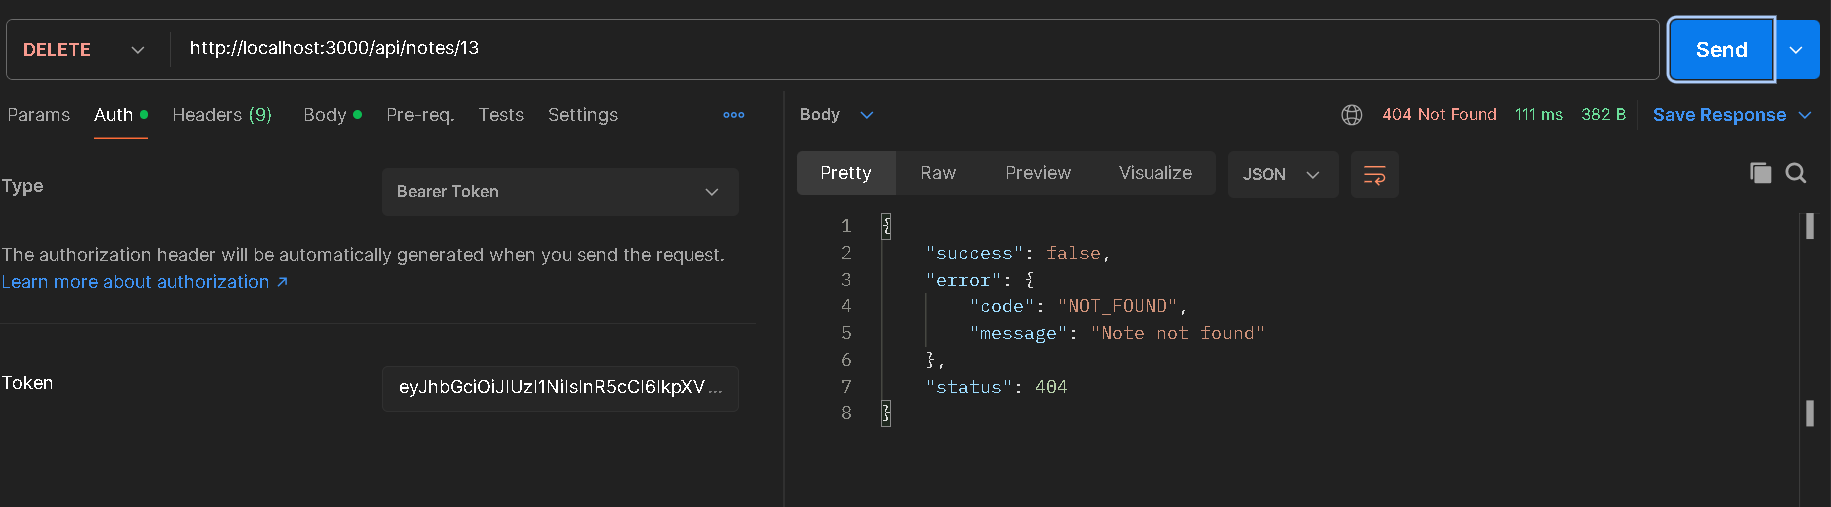 DELETE http://localhost:3000/api/notes/13 Send
Params Auth Headers (9) Body Pre-req. Tests Settings
Type Bearer Token
The authorization header will be automatically generated when you send the request.
Learn more about authorization ↗
Token eyJhbGciOiJIUzI1NiIsInR5cCI6IkpXV...
Body 404 Not Found 111 ms 382 B Save Response
Pretty Raw Preview Visualize JSON
1 {
2 "success": false,
3 "error": {
4 "code": "NOT_FOUND",
5 "message": "Note not found"
6 },
7 "status": 404
8 }